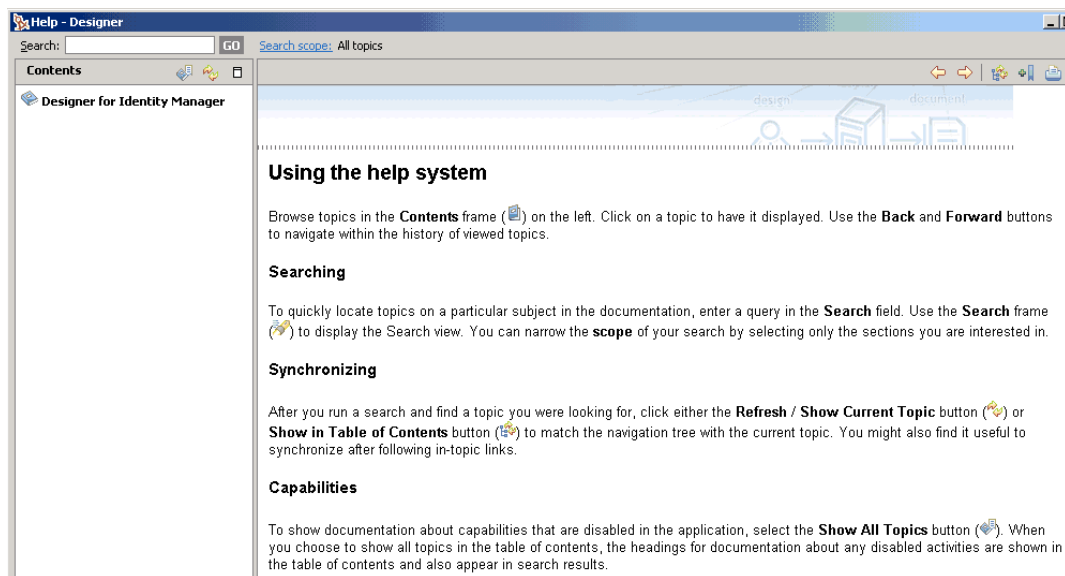 Help - Designer
Search: GO Search scope: All topics
Contents
Designer for Identity Manager
design document
Using the help system
Browse topics in the Contents frame ( ) on the left. Click on a topic to have it displayed. Use the Back and Forward buttons
to navigate within the history of viewed topics.
Searching
To quickly locate topics on a particular subject in the documentation, enter a query in the Search field. Use the Search frame
( ) to display the Search view. You can narrow the scope of your search by selecting only the sections you are interested in.
Synchronizing
After you run a search and find a topic you were looking for, click either the Refresh / Show Current Topic button ( ) or
Show in Table of Contents button ( ) to match the navigation tree with the current topic. You might also find it useful to
synchronize after following in-topic links.
Capabilities
To show documentation about capabilities that are disabled in the application, select the Show All Topics button ( ). When
you choose to show all topics in the table of contents, the headings for documentation about any disabled activities are shown in
the table of contents and also appear in search results.